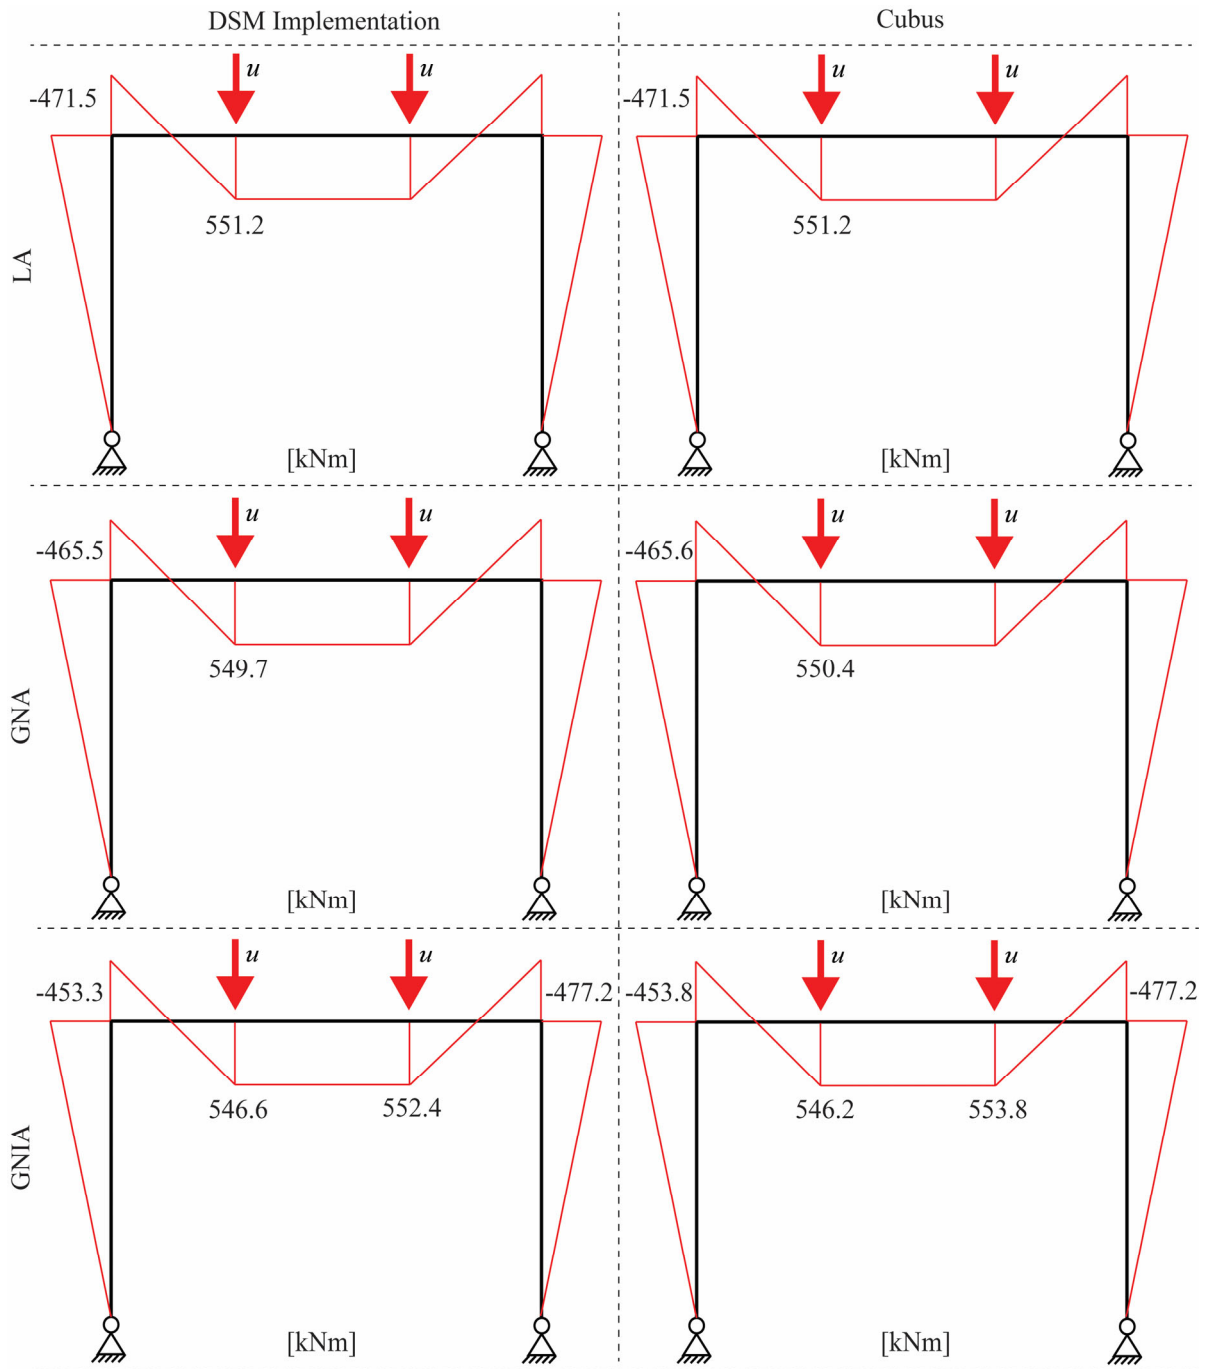 DSM Implementation
Cubus
LA
u
u
-471.5
551.2
[kNm]
u
u
-471.5
551.2
[kNm]
GNA
u
u
-465.5
549.7
[kNm]
u
u
-465.6
550.4
[kNm]
GNIA
u
u
-453.3
-477.2
546.6
552.4
[kNm]
u
u
-453.8
-477.2
546.2
553.8
[kNm]